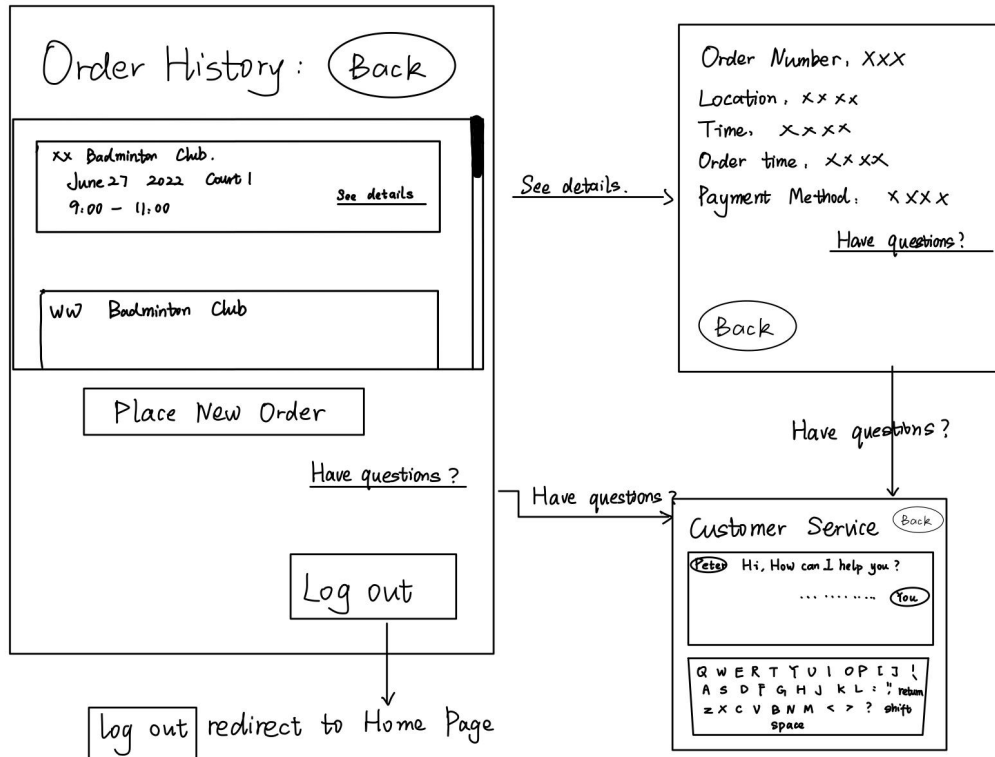 Order History: Back
xx Badminton Club.
June 27 2022 Court 1
9:00 - 11:00
See details
WW Badminton Club
Place New Order
Have questions?
Log out
log out redirect to Home Page
See details.
Order Number, XXX
Location, xxxx
Time, xxxx
Order time, xxxx
Payment Method: xxxx
Have questions?
Back
Have questions?
Have questions?
Customer Service Back
Peter Hi, How can I help you?
... ... .... You
Q W E R T Y U I O P [ ] \
A S D F G H J K L : " return
Z X C V B N M < > ? shift
space